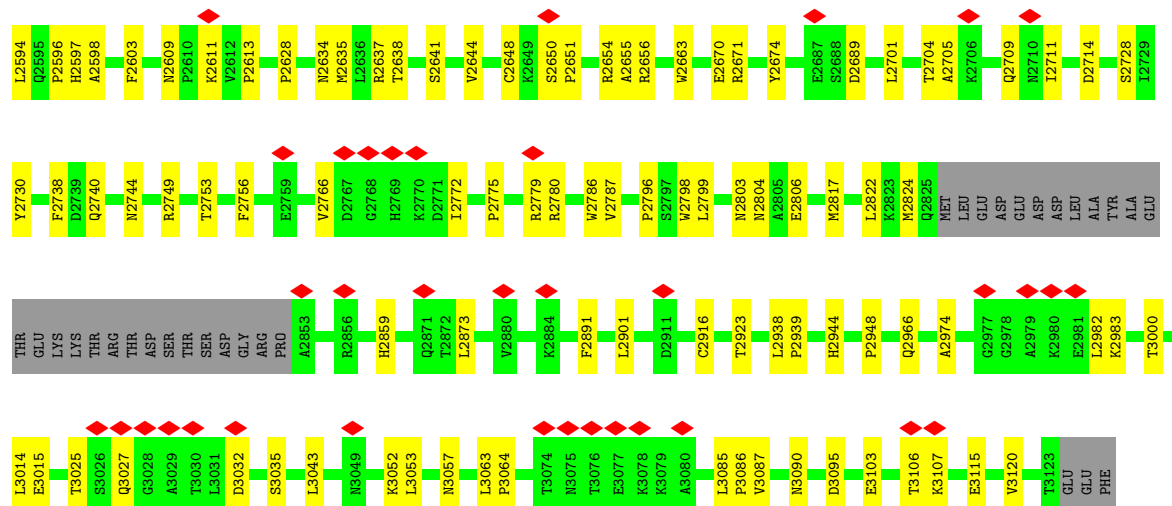 L2594 Q2595 P2596 H2597 A2598 F2603 N2609 P2610 K2611 V2612 P2613 P2628 N2634 M2635 L2636 R2637 T2638 S2641 V2644 C2648 K2649 S2650 P2651 R2654 A2655 R2656 W2663 E2670 R2671 Y2674 E2687 S2688 D2689 L2701 T2704 A2705 K2706 Q2709 N2710 I2711 D2714 S2728 I2729
Y2730 F2738 D2739 Q2740 N2744 R2749 T2753 F2756 E2759 V2766 D2767 G2768 H2769 K2770 D2771 I2772 P2775 R2779 R2780 W2786 V2787 P2796 S2797 W2798 L2799 N2803 N2804 A2805 E2806 M2817 L2822 K2823 M2824 Q2825 MET LEU GLU ASP GLU ASP ASP LEU ALA TYR ALA GLU
THR GLU LYS LYS THR ARG THR ASP SER THR SER ASP GLY ARG PRO A2853 R2856 H2859 Q2871 T2872 L2873 V2880 K2884 F2891 L2901 D2911 C2916 T2923 L2938 P2939 H2944 P2948 Q2966 A2974 G2977 G2978 A2979 K2980 E2981 L2982 K2983 T3000
L3014 E3015 T3025 S3026 Q3027 G3028 A3029 T3030 L3031 D3032 S3035 L3043 N3049 K3052 L3053 N3057 L3063 P3064 T3074 N3075 T3076 E3077 K3078 K3079 A3080 L3085 P3086 V3087 N3090 D3095 E3103 T3106 K3107 E3115 V3120 T3123 GLU GLU PHE